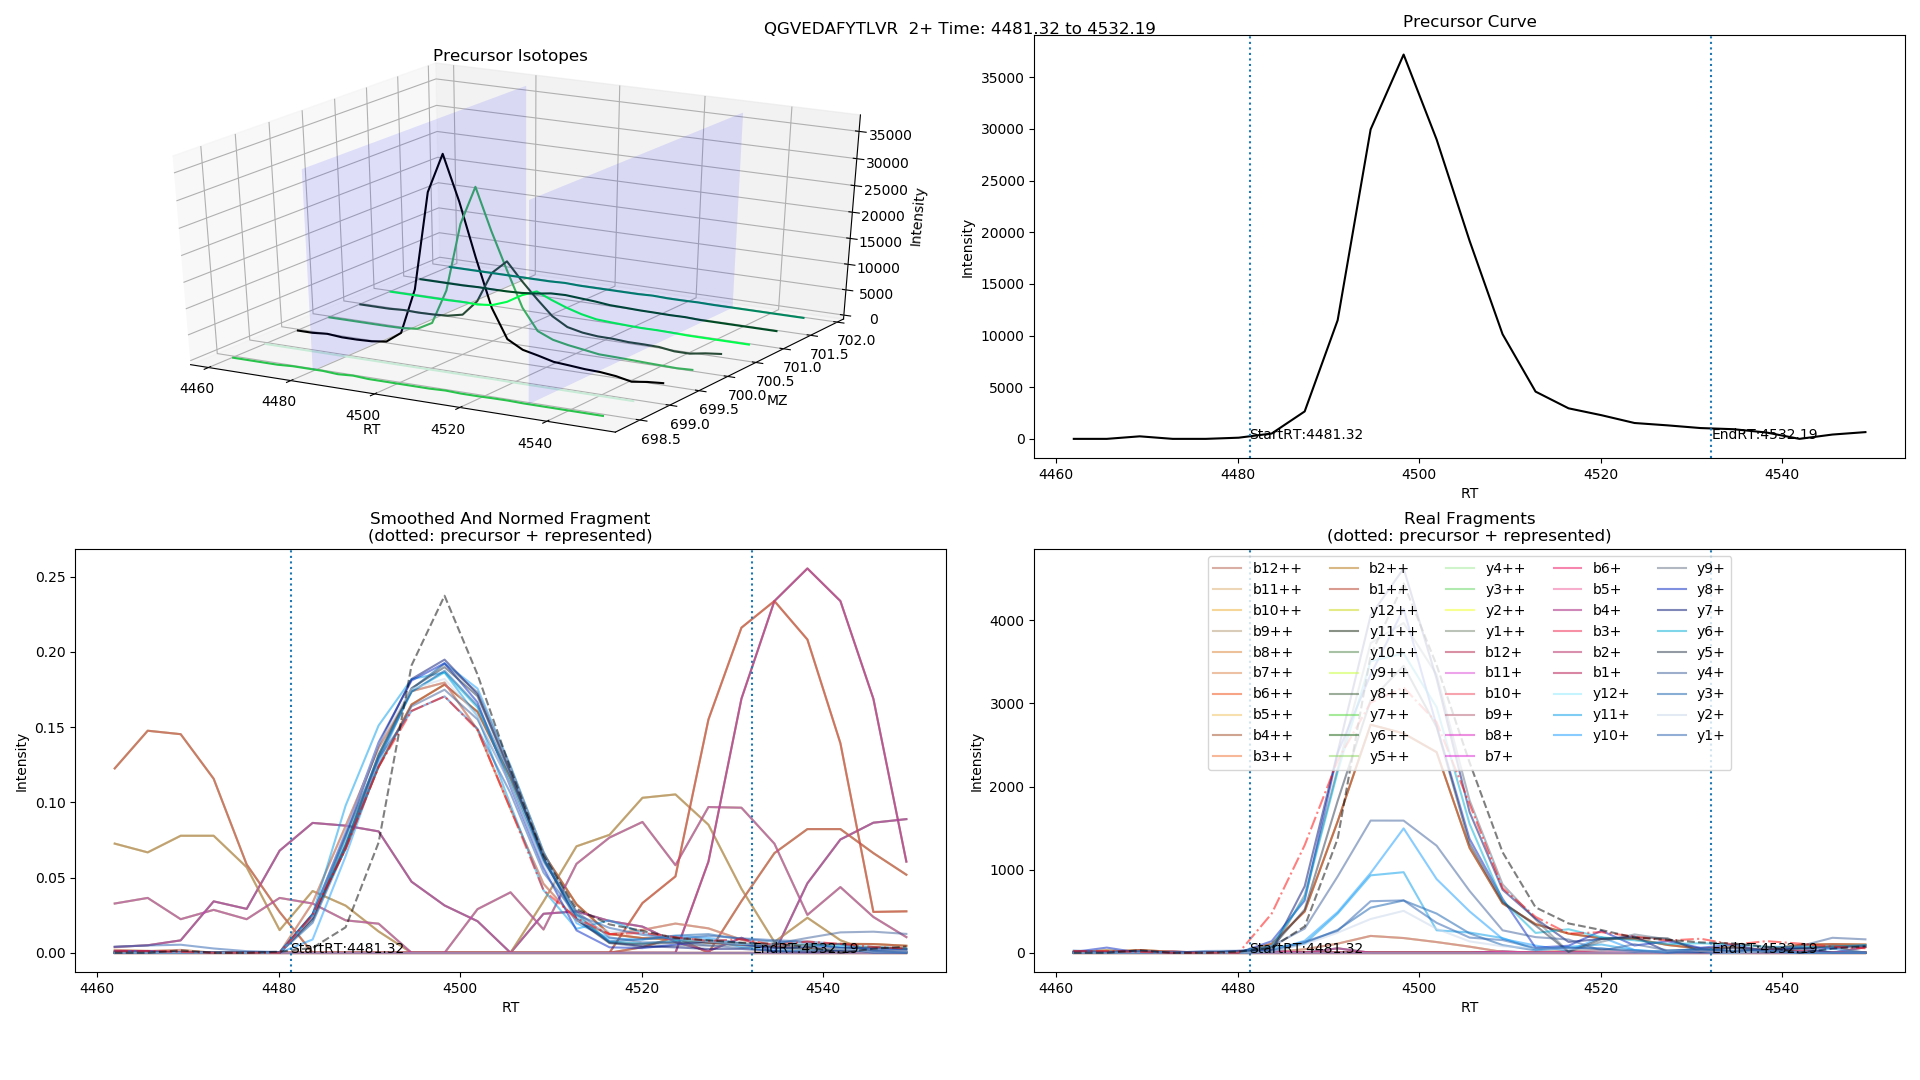 QGVEDAFYTLVR  2+ Time: 4481.32 to 4532.19
Precursor Isotopes
35000
30000
25000
20000
15000
10000
5000
0
Intensity
702.0
701.5
701.0
700.5
700.0
699.5
699.0
698.5
MZ
4460
4480
4500
4520
4540
RT
Precursor Curve
35000
30000
25000
20000
15000
10000
5000
0
Intensity
StartRT:4481.32
EndRT:4532.19
4460
4480
4500
4520
4540
RT
Smoothed And Normed Fragment
(dotted: precursor + represented)
0.25
0.20
0.15
0.10
0.05
0.00
Intensity
StartRT:4481.32
EndRT:4532.19
4460
4480
4500
4520
4540
RT
Real Fragments
(dotted: precursor + represented)
4000
3000
2000
1000
0
Intensity
b12++
b11++
b10++
b9++
b8++
b7++
b6++
b5++
b4++
b3++
b2++
b1++
y12++
y11++
y10++
y9++
y8++
y7++
y6++
y5++
y4++
y3++
y2++
y1++
b12+
b11+
b10+
b9+
b8+
b7+
b6+
b5+
b4+
b3+
b2+
b1+
y12+
y11+
y10+
y9+
y8+
y7+
y6+
y5+
y4+
y3+
y2+
y1+
StartRT:4481.32
EndRT:4532.19
4460
4480
4500
4520
4540
RT